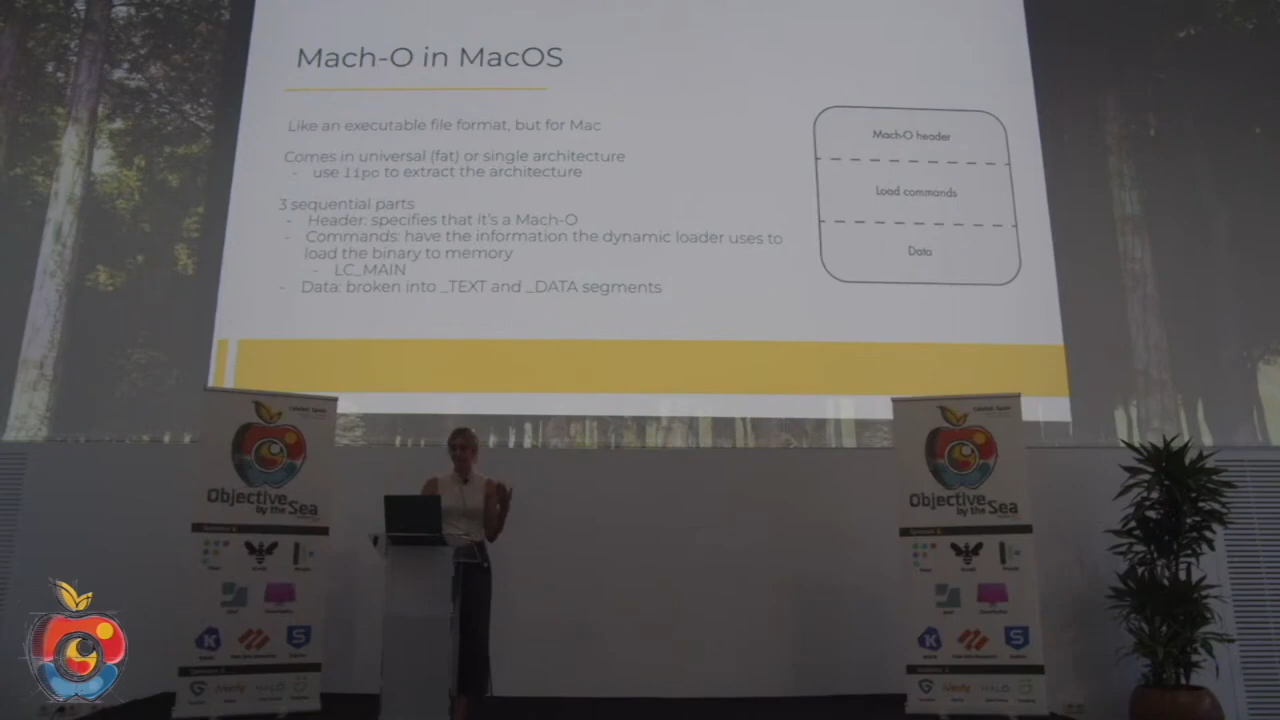 Mach-O in MacOS
Like an executable file format, but for Mac
Comes in universal (fat) or single architecture
- use lipo to extract the architecture
3 sequential parts
- Header: specifies that it's a Mach-O
- Commands: have the information the dynamic loader uses to
load the binary to memory
- LC_MAIN
- Data: broken into _TEXT and _DATA segments
Mach-O header
Load commands
Data
Objective
by the Sea
Objective
by the Sea